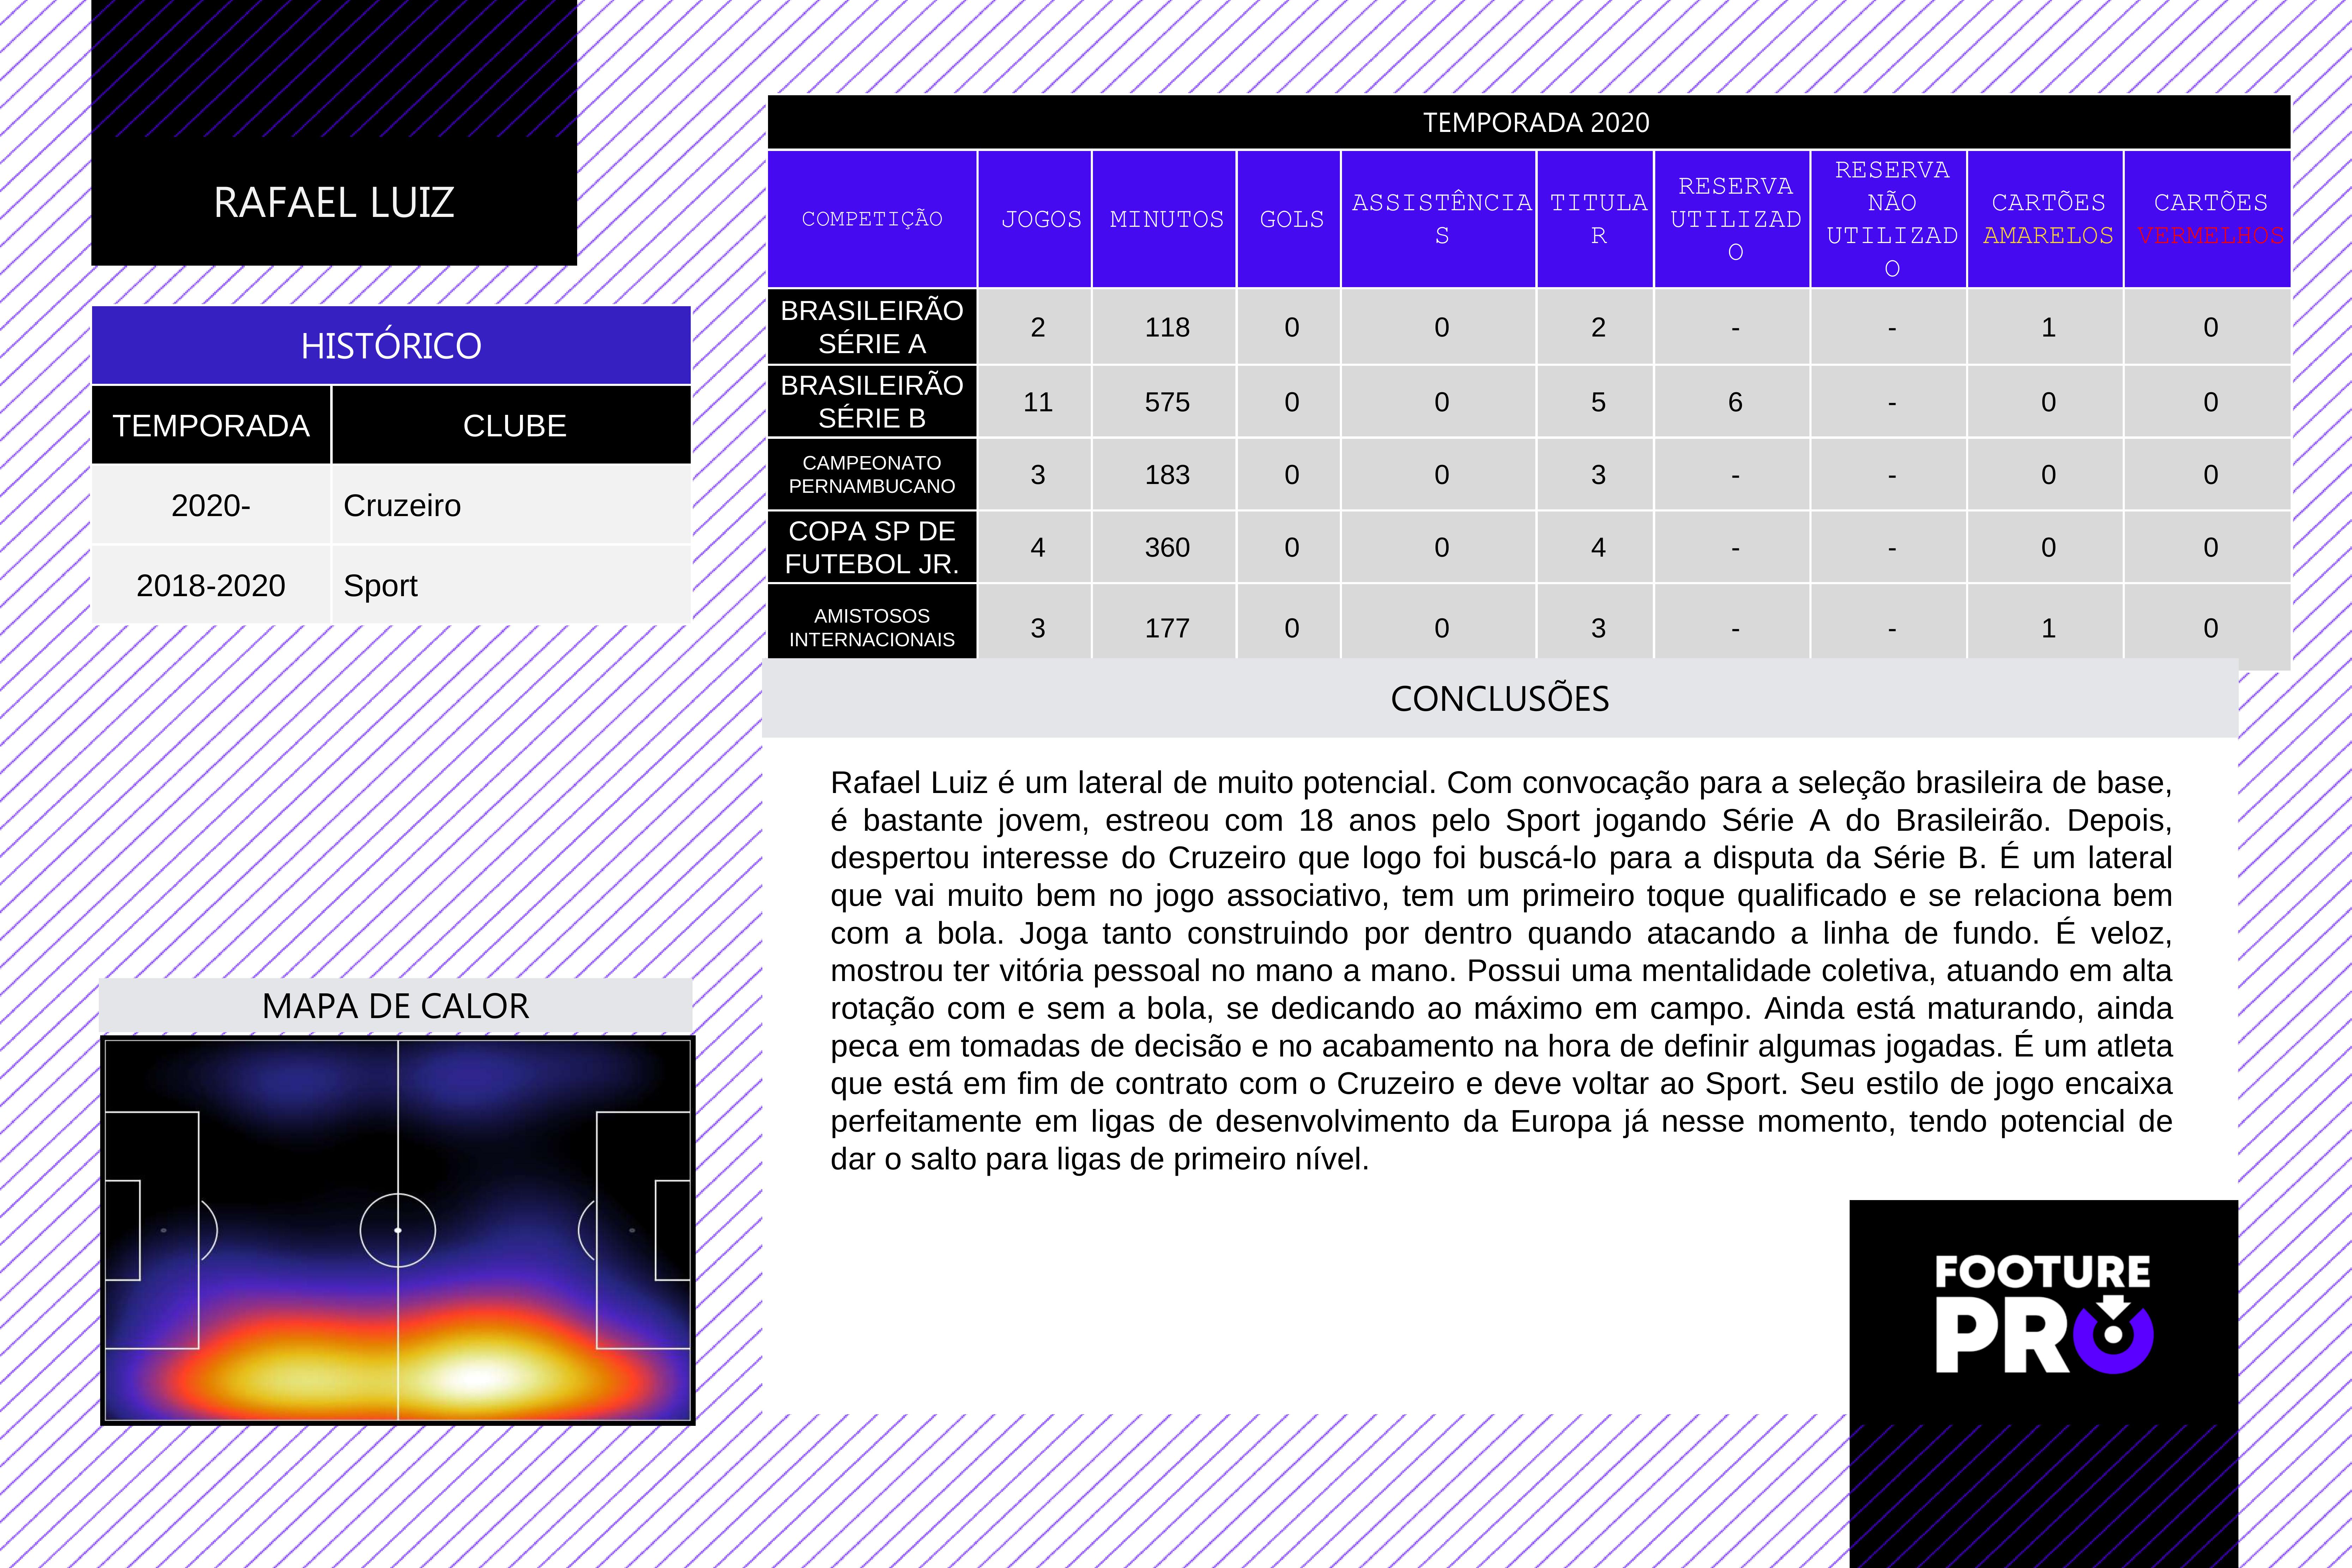 RAFAEL LUIZ
HISTÓRICO
TEMPORADA CLUBE
2020- Cruzeiro
2018-2020 Sport
TEMPORADA 2020
COMPETIÇÃO JOGOS MINUTOS GOLS ASSISTÊNCIAS TITULAR RESERVA UTILIZADO RESERVA NÃO UTILIZADO CARTÕES AMARELOS CARTÕES VERMELHOS
BRASILEIRÃO SÉRIE A 2 118 0 0 2 - - 1 0
BRASILEIRÃO SÉRIE B 11 575 0 0 5 6 - 0 0
CAMPEONATO PERNAMBUCANO 3 183 0 0 3 - - 0 0
COPA SP DE FUTEBOL JR. 4 360 0 0 4 - - 0 0
AMISTOSOS INTERNACIONAIS 3 177 0 0 3 - - 1 0
CONCLUSÕES
Rafael Luiz é um lateral de muito potencial. Com convocação para a seleção brasileira de base,
é bastante jovem, estreou com 18 anos pelo Sport jogando Série A do Brasileirão. Depois,
despertou interesse do Cruzeiro que logo foi buscá-lo para a disputa da Série B. É um lateral
que vai muito bem no jogo associativo, tem um primeiro toque qualificado e se relaciona bem
com a bola. Joga tanto construindo por dentro quando atacando a linha de fundo. É veloz,
mostrou ter vitória pessoal no mano a mano. Possui uma mentalidade coletiva, atuando em alta
rotação com e sem a bola, se dedicando ao máximo em campo. Ainda está maturando, ainda
peca em tomadas de decisão e no acabamento na hora de definir algumas jogadas. É um atleta
que está em fim de contrato com o Cruzeiro e deve voltar ao Sport. Seu estilo de jogo encaixa
perfeitamente em ligas de desenvolvimento da Europa já nesse momento, tendo potencial de
dar o salto para ligas de primeiro nível.
MAPA DE CALOR
FOOTURE
PRO